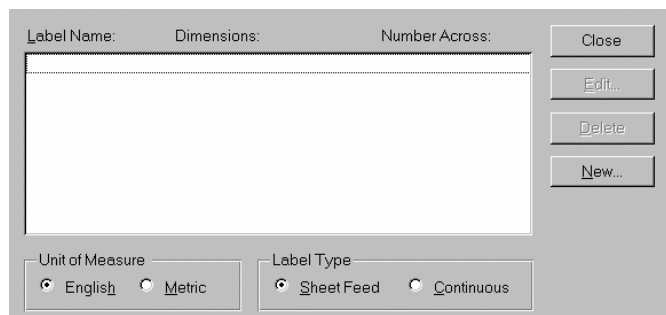 Label Name: Dimensions: Number Across: Close
Edit...
Delete
New...
Unit of Measure Label Type
English Metric Sheet Feed Continuous